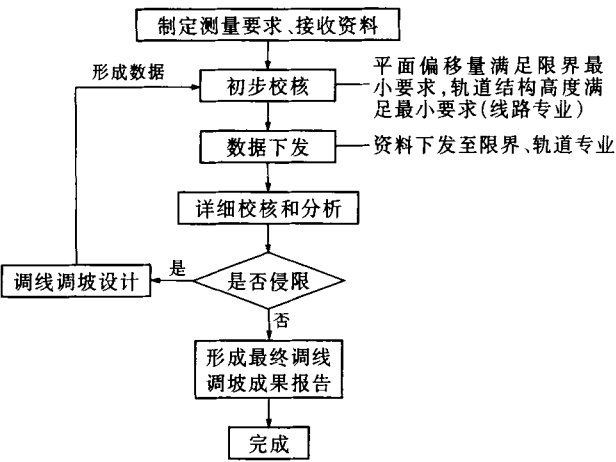 制定测量要求、接收资料
形成数据
初步校核
平面偏移量满足限界最
小要求,轨道结构高度满
足最小要求(线路专业)
数据下发
资料下发至限界、轨道专业
详细校核和分析
调线调坡设计
是
是否侵限
否
形成最终调线
调坡成果报告
完成